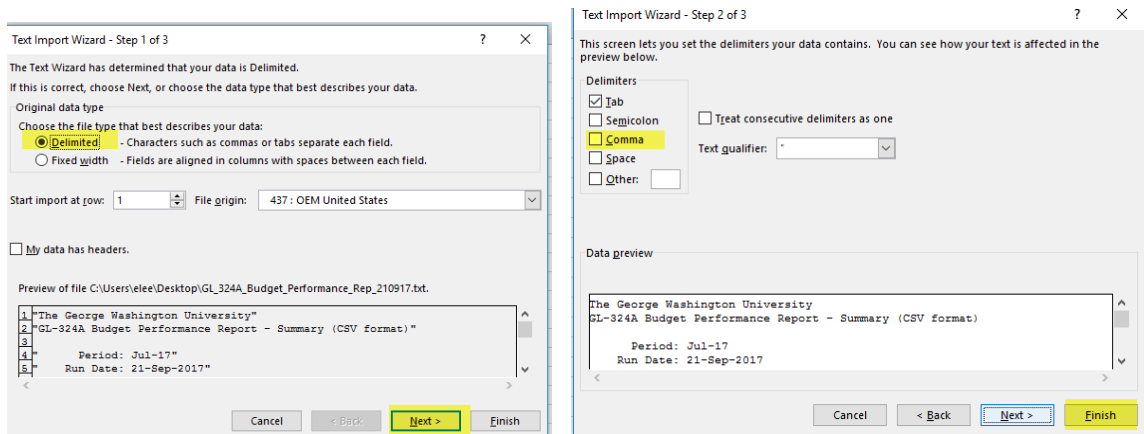 Text Import Wizard - Step 1 of 3
?
The Text Wizard has determined that your data is Delimited.
If this is correct, choose Next, or choose the data type that best describes your data.
Original data type
Choose the file type that best describes your data:
Delimited - Characters such as commas or tabs separate each field.
Fixed width - Fields are aligned in columns with spaces between each field.
Start import at row: 1 File origin: 437 : OEM United States
My data has headers.
Preview of file C:\Users\elee\Desktop\GL_324A_Budget_Performance_Rep_210917.txt.
1 "The George Washington University"
2 "GL-324A Budget Performance Report - Summary (CSV format)"
3
4 " Period: Jul-17"
5 " Run Date: 21-Sep-2017"
Cancel < Back Next > Finish
Text Import Wizard - Step 2 of 3
?
This screen lets you set the delimiters your data contains. You can see how your text is affected in the
preview below.
Delimiters
Tab
Semicolon
Comma
Space
Other:
Treat consecutive delimiters as one
Text qualifier: "
Data preview
The George Washington University
GL-324A Budget Performance Report - Summary (CSV format)
Period: Jul-17
Run Date: 21-Sep-2017
Cancel < Back Next > Finish